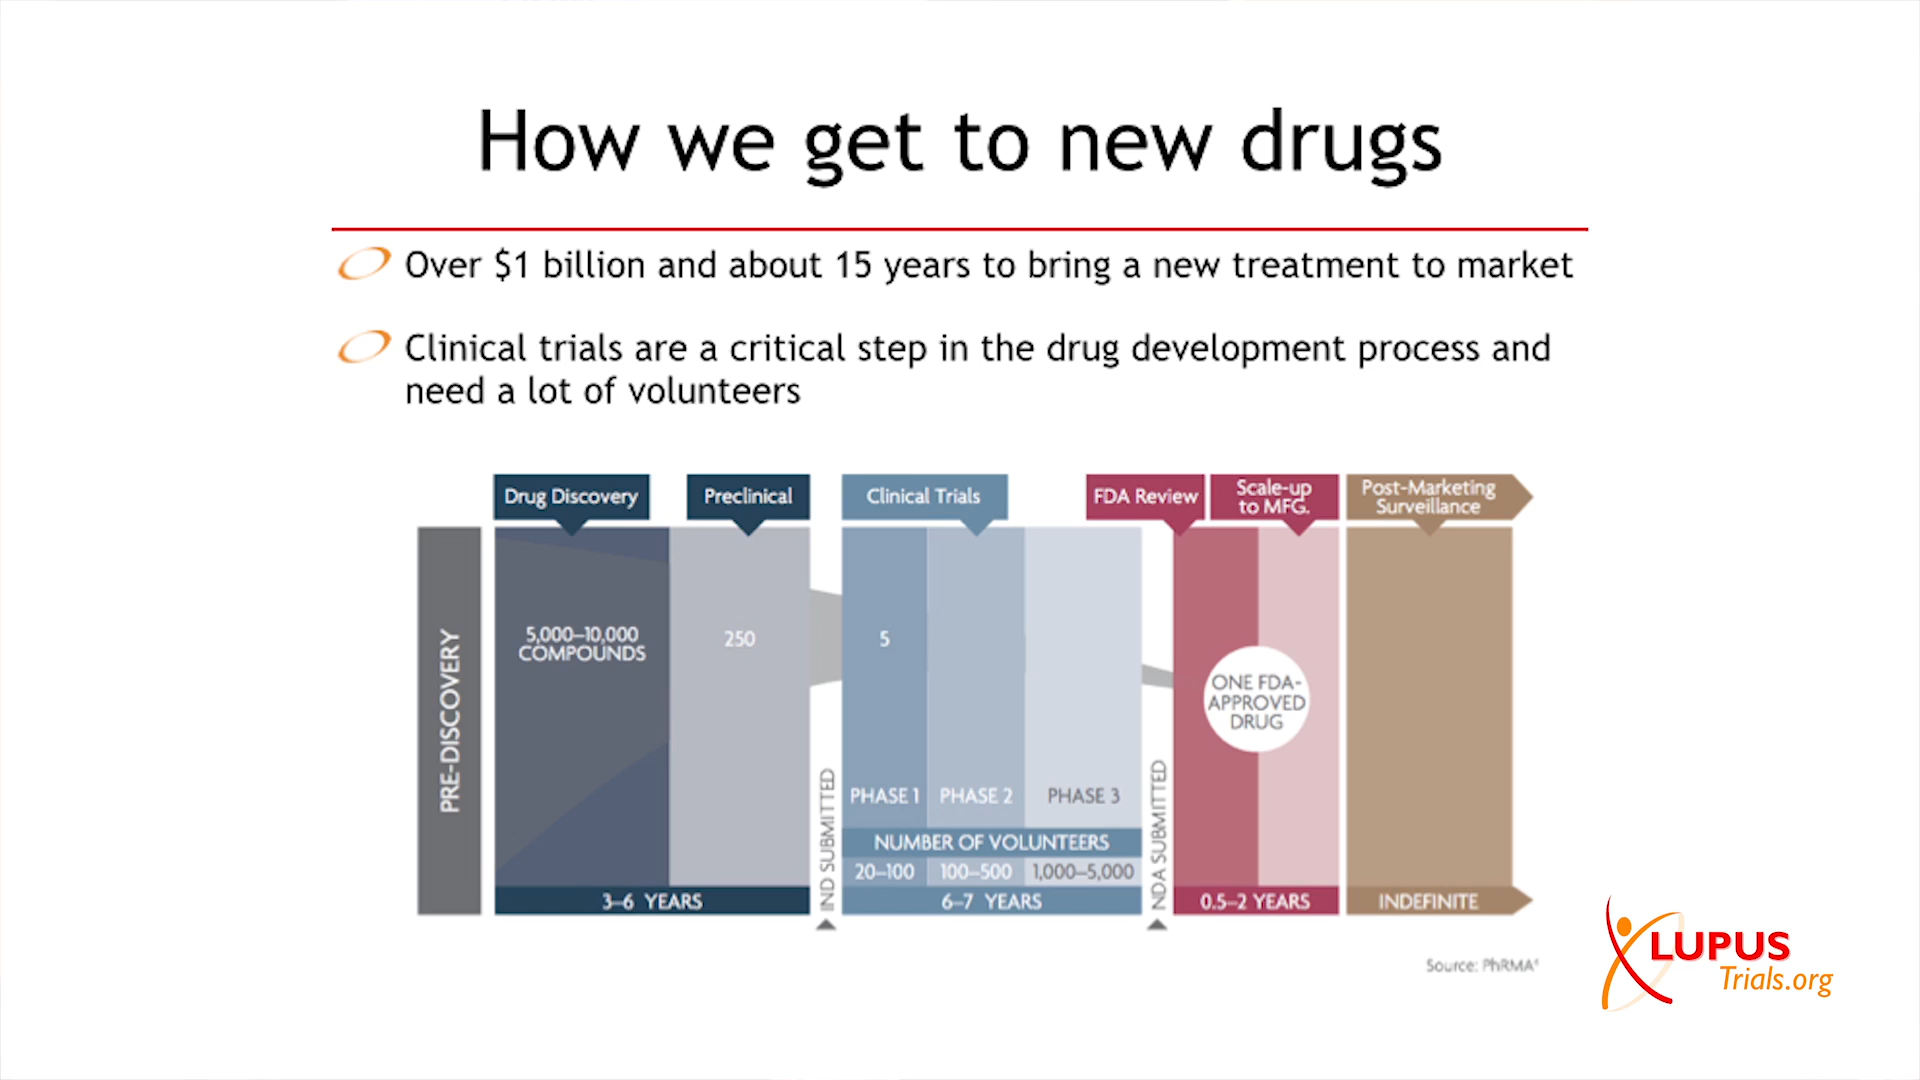 How we get to new drugs
Over $1 billion and about 15 years to bring a new treatment to market
Clinical trials are a critical step in the drug development process and
need a lot of volunteers
Drug Discovery
Preclinical
Clinical Trials
FDA Review
Scale-up
to MFG.
Post-Marketing
Surveillance
PRE-DISCOVERY
5,000–10,000
COMPOUNDS
250
5
ONE FDA-
APPROVED
DRUG
IND SUBMITTED
PHASE 1
PHASE 2
PHASE 3
NDA SUBMITTED
NUMBER OF VOLUNTEERS
20–100
100–500
1,000–5,000
3–6 YEARS
6–7 YEARS
0.5–2 YEARS
INDEFINITE
Source: PhRMA
LUPUS
Trials.org